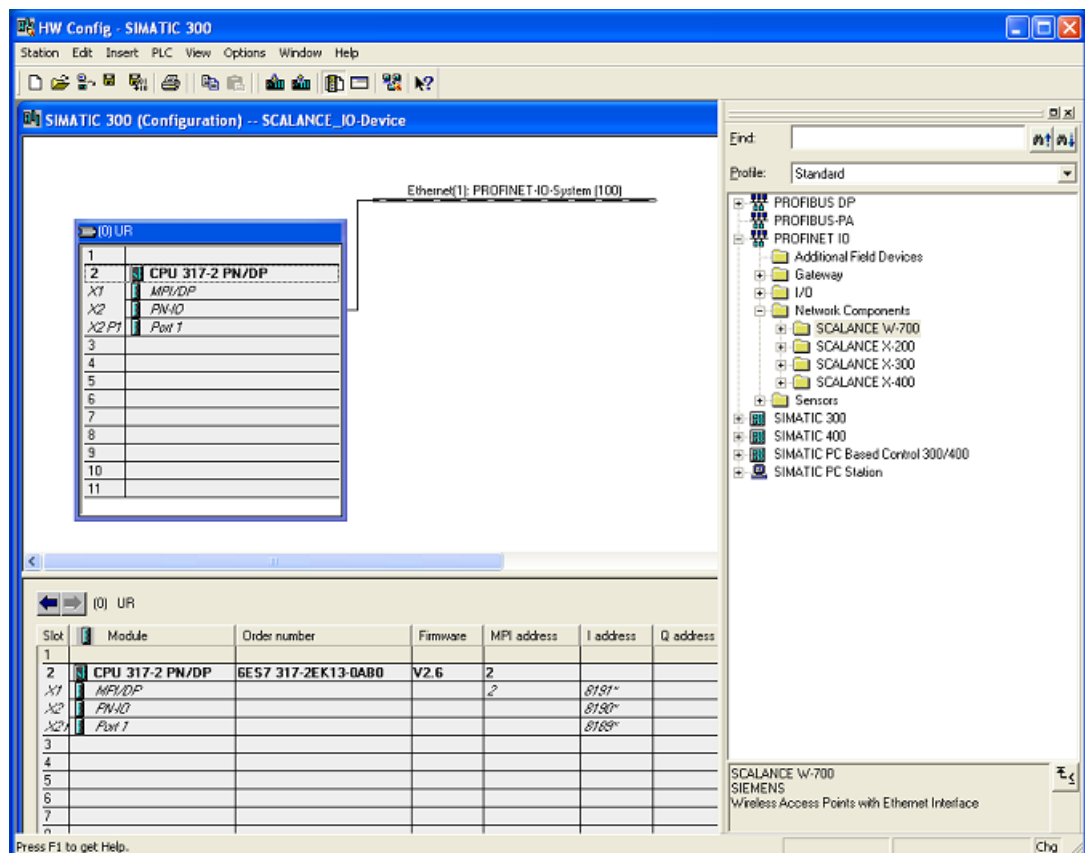 HW Config - SIMATIC 300
Station Edit Insert PLC View Options Window Help
SIMATIC 300 (Configuration) -- SCALANCE_IO-Device
Ethernet(1): PROFINET-IO-System (100)
(0) UR
1
2 CPU 317-2 PN/DP
X1 MPI/DP
X2 PN-IO
X2 P1 Port 1
3
4
5
6
7
8
9
10
11
(0) UR
Slot Module Order number Firmware MPI address I address Q address
1
2 CPU 317-2 PN/DP 6ES7 317-2EK13-0AB0 V2.6 2
X1 MPI/DP 2 8191*
X2 PN-IO 8190*
X2 Port 1 8189*
3
4
5
6
7
Find:
Profile: Standard
PROFIBUS DP
PROFIBUS-PA
PROFINET IO
Additional Field Devices
Gateway
I/O
Network Components
SCALANCE W-700
SCALANCE X-200
SCALANCE X-300
SCALANCE X-400
Sensors
SIMATIC 300
SIMATIC 400
SIMATIC PC Based Control 300/400
SIMATIC PC Station
SCALANCE W-700
SIEMENS
Wireless Access Points with Ethernet Interface
Press F1 to get Help.
Chg